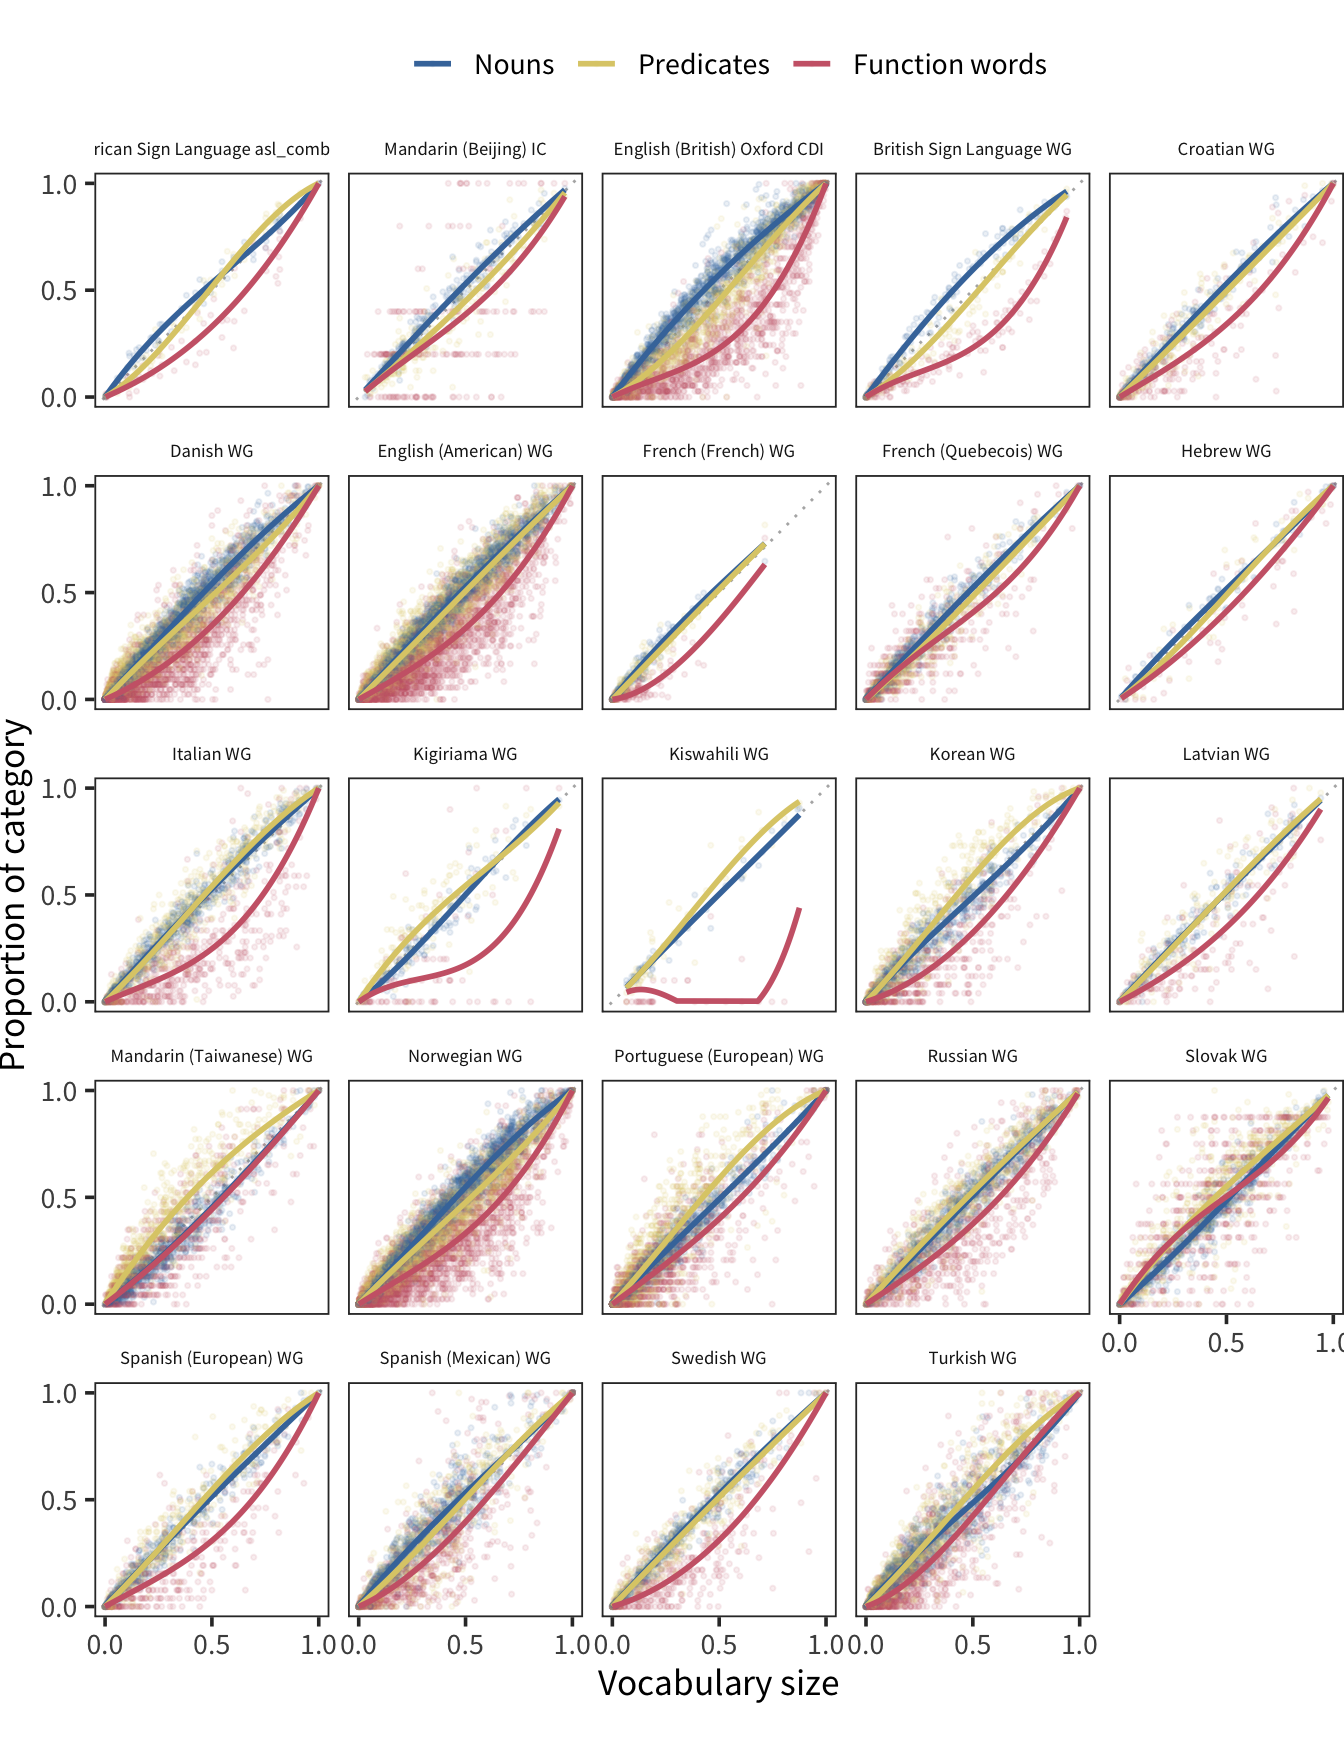 Nouns Predicates Function words
rican Sign Language asl_comb Mandarin (Beijing) IC English (British) Oxford CDI British Sign Language WG Croatian WG
1.0
0.5
0.0
Danish WG English (American) WG French (French) WG French (Quebecois) WG Hebrew WG
1.0
0.5
0.0
Italian WG Kigiriama WG Kiswahili WG Korean WG Latvian WG
1.0
0.5
0.0
Proportion of category
Mandarin (Taiwanese) WG Norwegian WG Portuguese (European) WG Russian WG Slovak WG
1.0
0.5
0.0
0.0 0.5 1.0
Spanish (European) WG Spanish (Mexican) WG Swedish WG Turkish WG
1.0
0.5
0.0
0.0 0.5 1.0 0.0 0.5 1.0 0.0 0.5 1.0 0.0 0.5 1.0
Vocabulary size